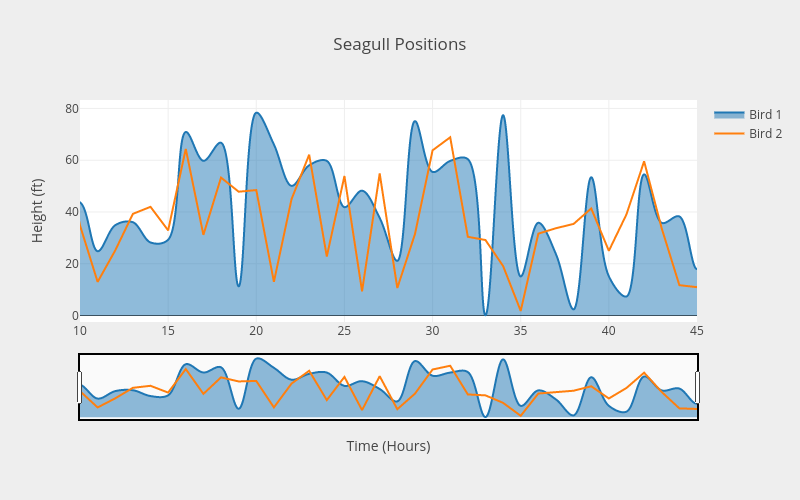 Seagull Positions
Bird 1
Bird 2
Height (ft)
80
60
40
20
0
10 15 20 25 30 35 40 45
Time (Hours)